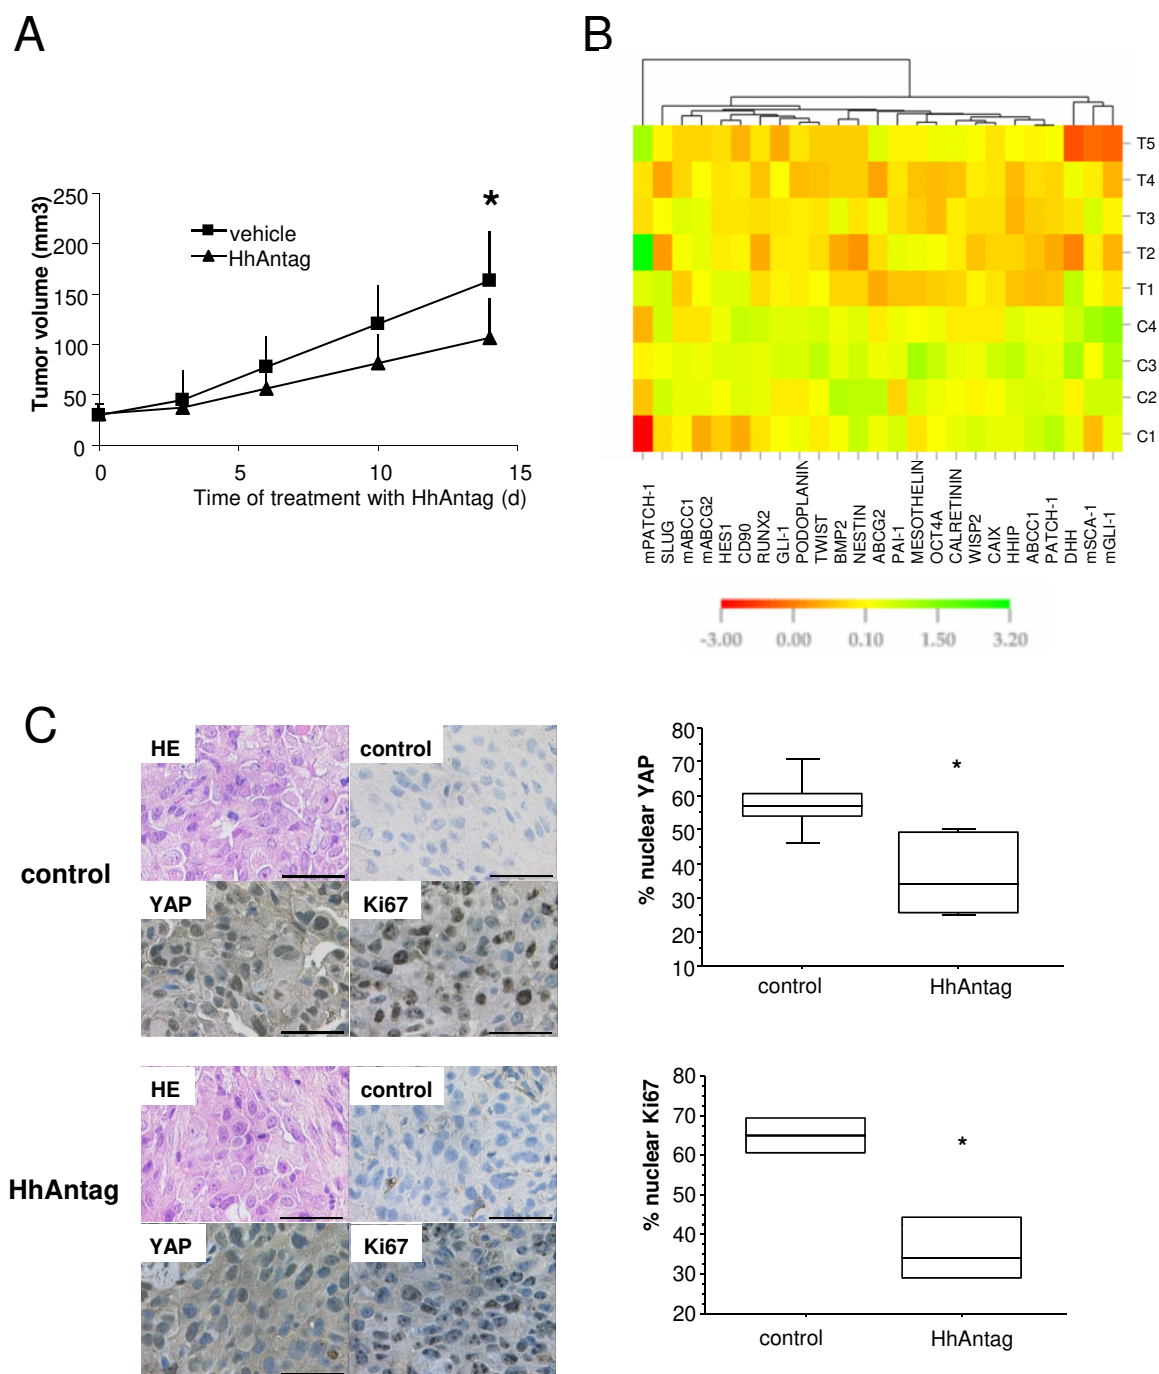 A
B
Tumor volume (mm3)
250
200
150
100
50
0
vehicle
HhAntag
*
0
5
10
15
Time of treatment with HhAntag (d)
T5
T4
T3
T2
T1
C4
C3
C2
C1
mPATCH-1
SLUG
mABCC1
mABCG2
HES1
CD90
RUNX2
GLI-1
PODOPLANIN
TWIST
BMP2
NESTIN
ABCG2
PAI-1
MESOTHELIN
OCT4A
CALRETININ
WISP2
CAIX
HHIP
ABCC1
PATCH-1
DHH
mSCA-1
mGLI-1
-3.00
0.00
0.10
1.50
3.20
C
control
HE
control
YAP
Ki67
HhAntag
HE
control
YAP
Ki67
% nuclear YAP
80
70
60
50
40
30
20
10
*
control
HhAntag
% nuclear Ki67
80
70
60
50
40
30
20
*
control
HhAntag